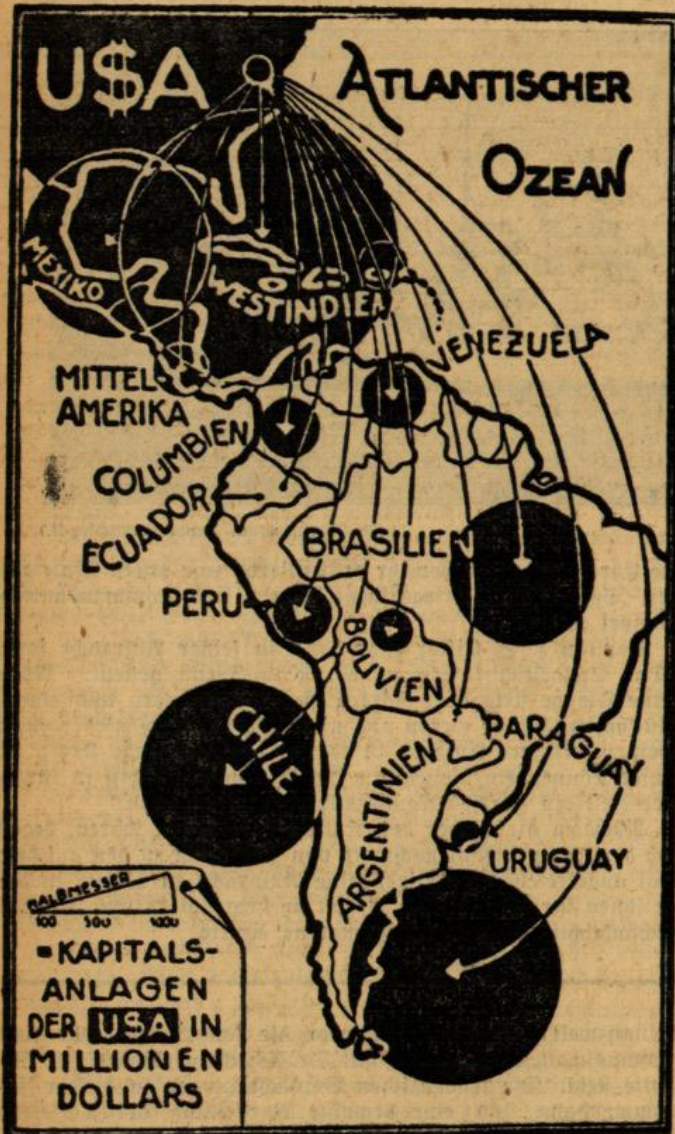 U$A
ATLANTISCHER
OZEAN
MEXIKO
WESTINDIEN
MITTEL-
AMERIKA
VENEZUELA
COLUMBIEN
ECUADOR
BRASILIEN
PERU
BOLIVIEN
CHILE
PARAGUAY
ARGENTINIEN
URUGUAY
HALBMESSER
100 500 1000
=KAPITALS-
ANLAGEN
DER USA IN
MILLIONEN
DOLLARS